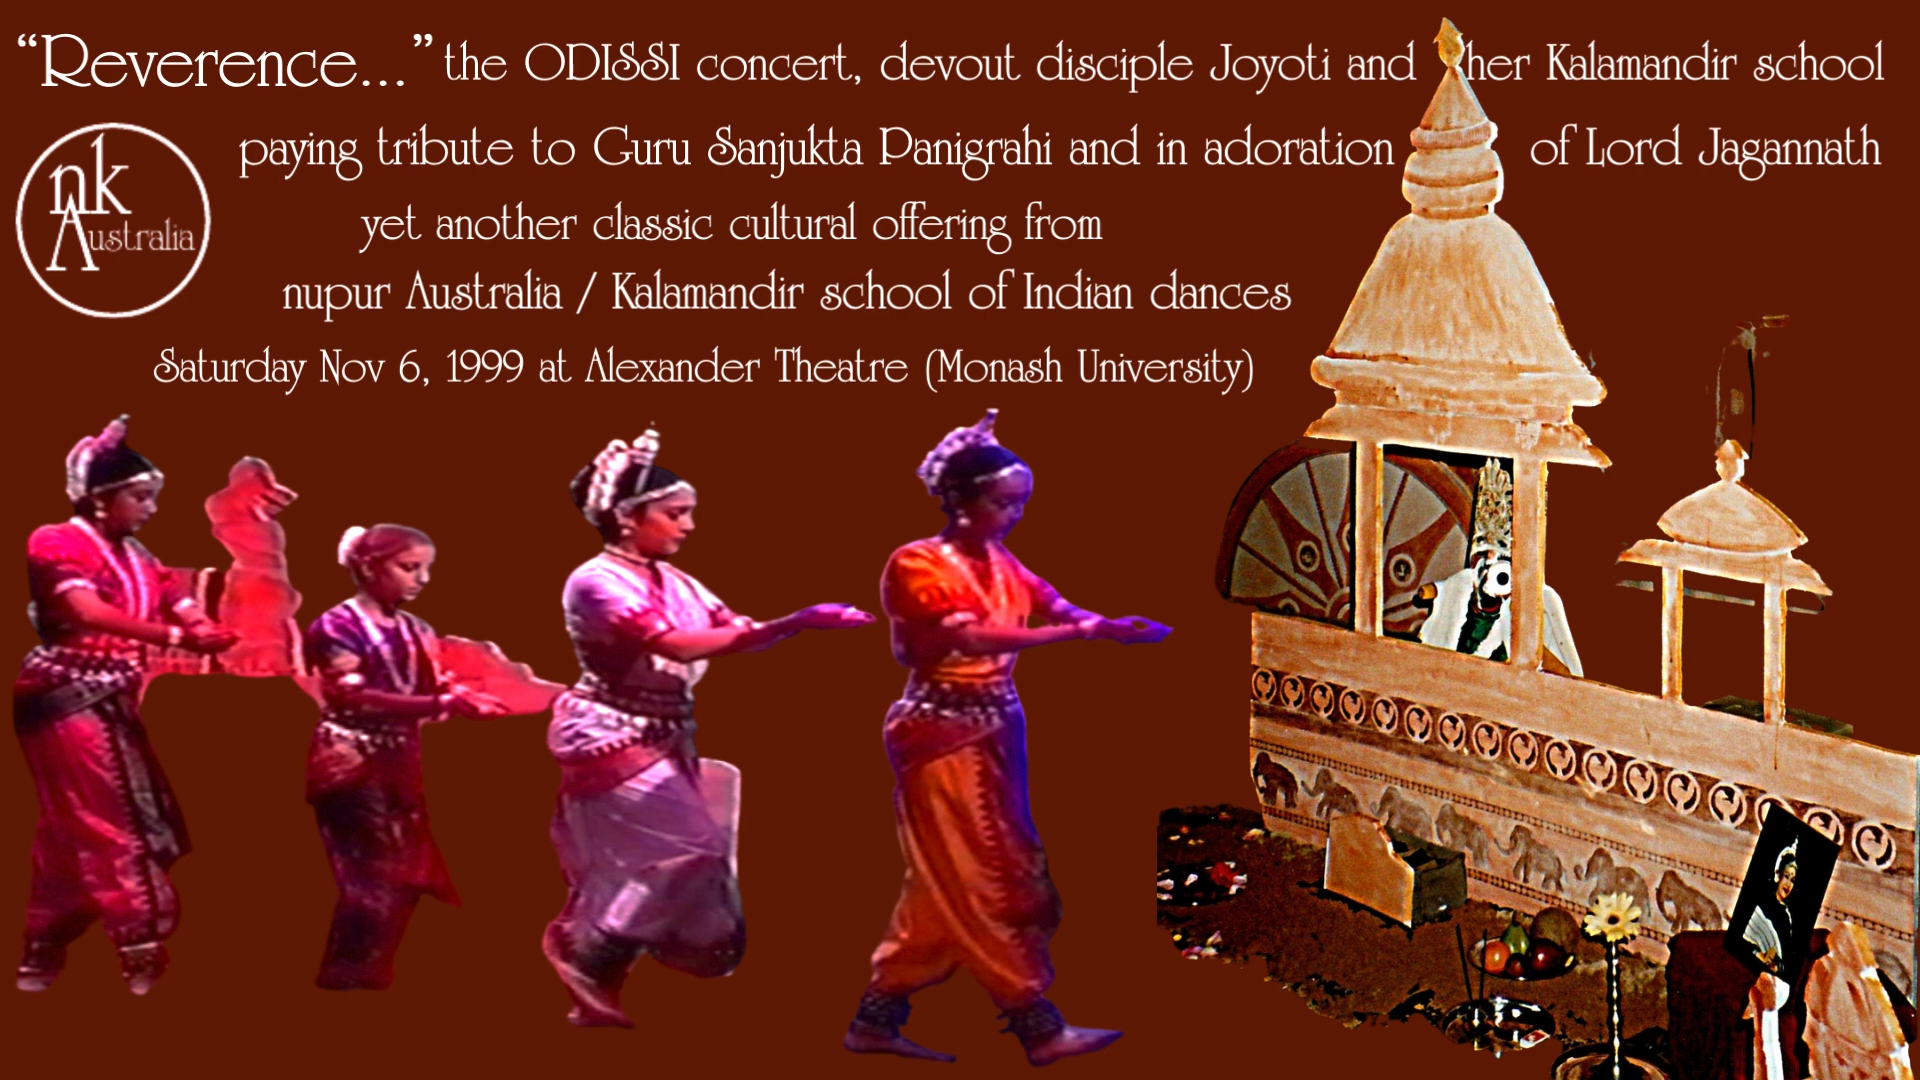 “Reverence...” the ODISSI concert, devout disciple Joyoti and her Kalamandir school
paying tribute to Guru Sanjukta Panigrahi and in adoration of Lord Jagannath
nk
Australia
yet another classic cultural offering from
nupur Australia / Kalamandir school of Indian dances
Saturday Nov 6, 1999 at Alexander Theatre (Monash University)